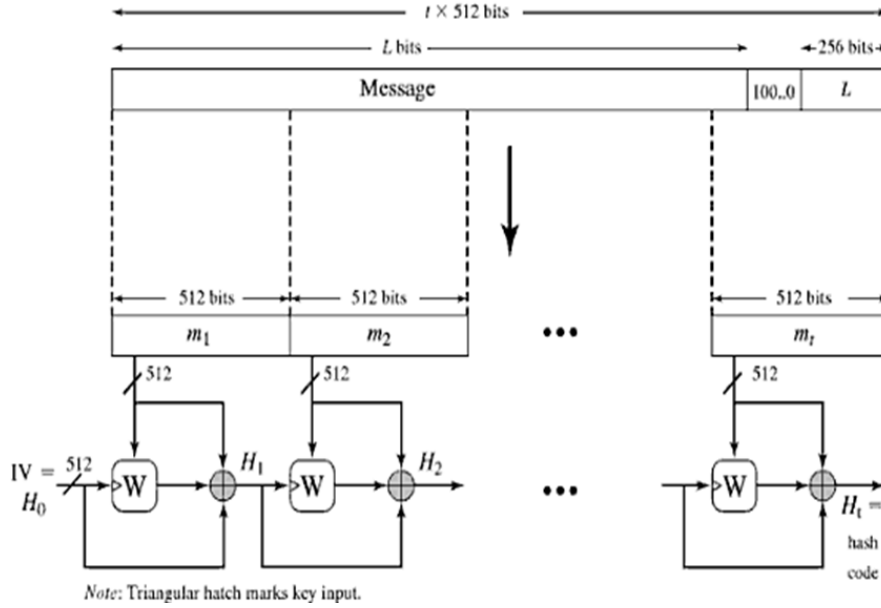 t × 512 bits
L bits
256 bits
Message
100..0
L
512 bits
512 bits
512 bits
m1
m2
•••
mt
512
512
512
IV =
H0
512
W
H1
W
H2
•••
W
Ht =
hash
code
Note: Triangular hatch marks key input.